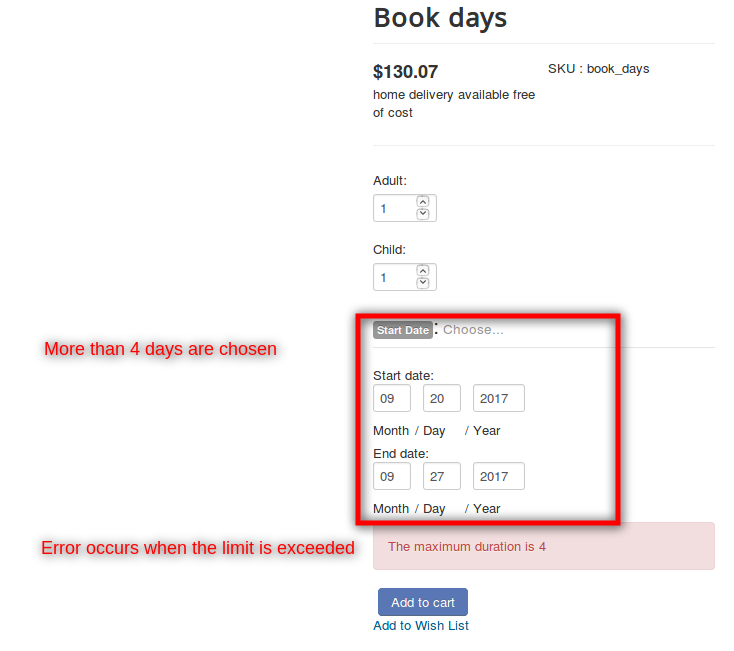 Book days
$130.07
SKU : book_days
home delivery available free
of cost
Adult:
1
Child:
1
Start Date : Choose...
More than 4 days are chosen
Start date:
09 20 2017
Month / Day / Year
End date:
09 27 2017
Month / Day / Year
Error occurs when the limit is exceeded
The maximum duration is 4
Add to cart
Add to Wish List